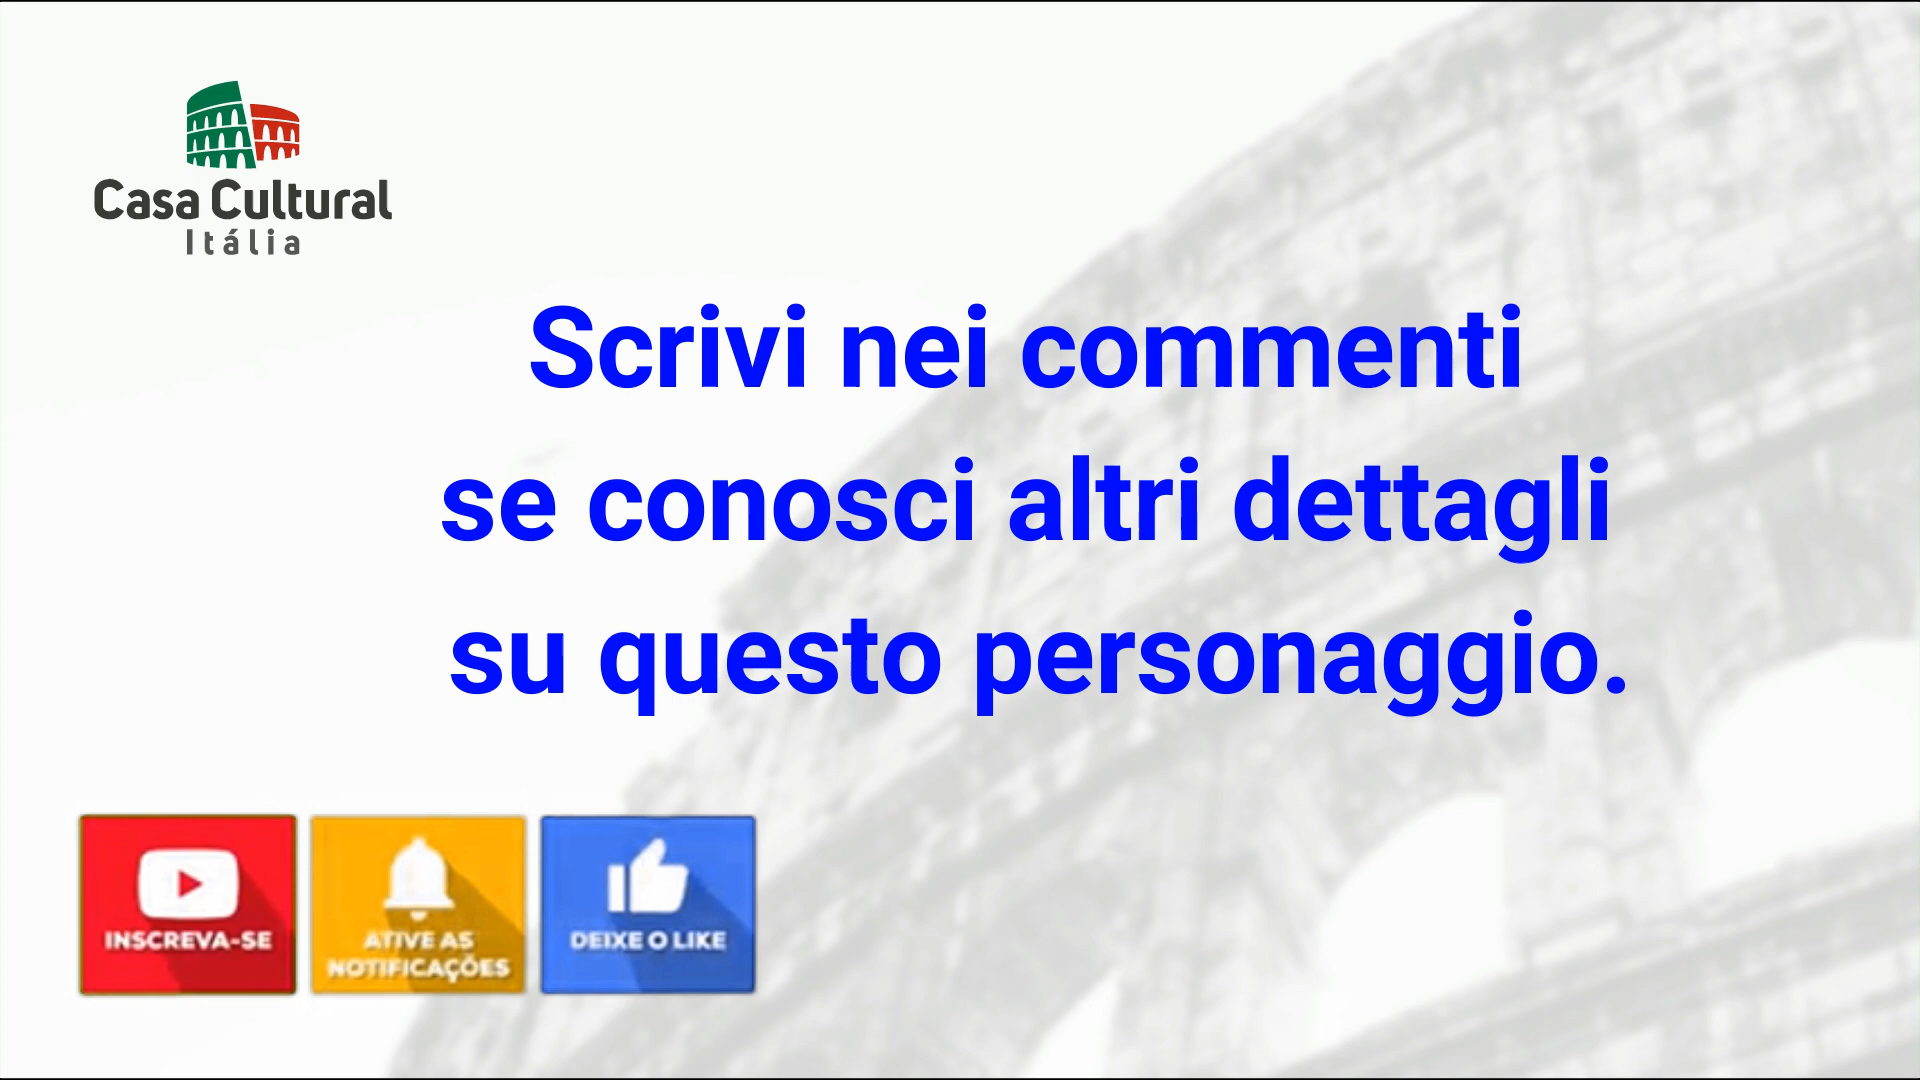 Casa Cultural
Itália
Scrivi nei commenti
se conosci altri dettagli
su questo personaggio.
INSCREVA-SE
ATIVE AS
NOTIFICAÇÕES
DEIXE O LIKE